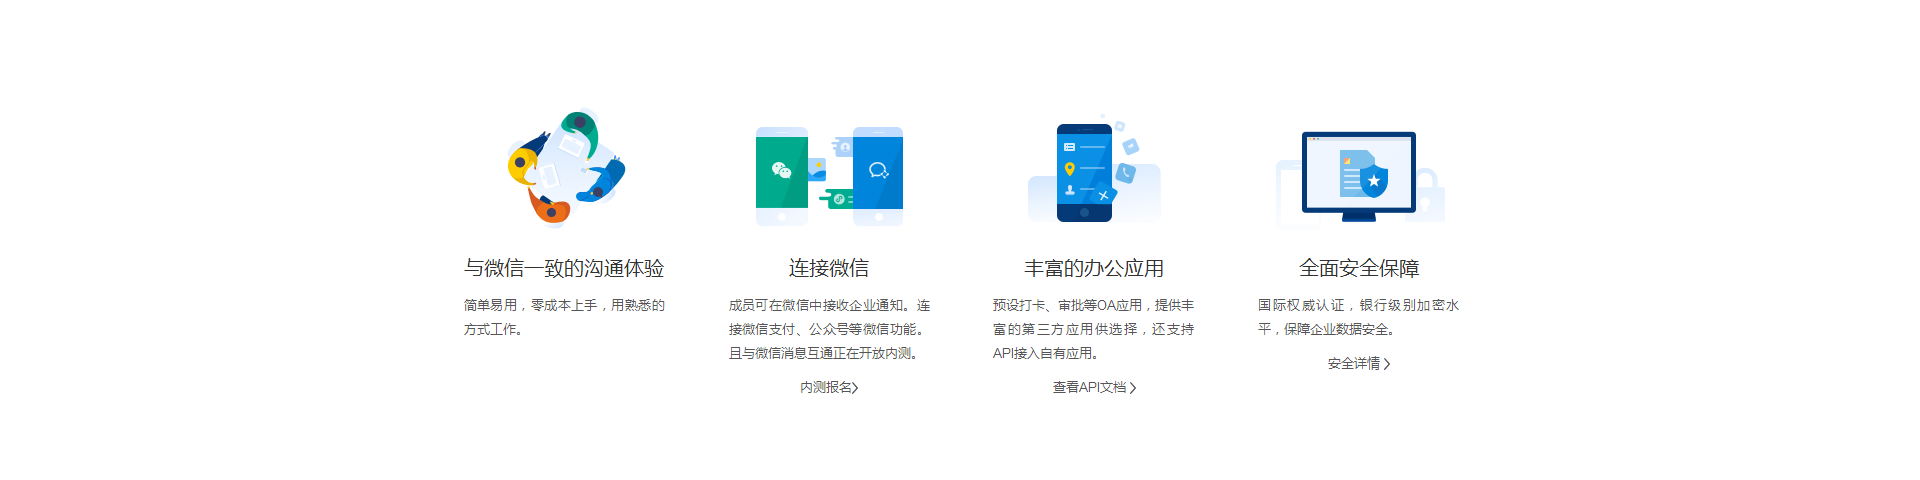 与微信一致的沟通体验
简单易用，零成本上手，用熟悉的
方式工作。
连接微信
成员可在微信中接收企业通知。连
接微信支付、公众号等微信功能。
且与微信消息互通正在开放内测。
内测报名>
丰富的办公应用
预设打卡、审批等OA应用，提供丰
富的第三方应用供选择，还支持
API接入自有应用。
查看API文档 >
全面安全保障
国际权威认证，银行级别加密水
平，保障企业数据安全。
安全详情 >